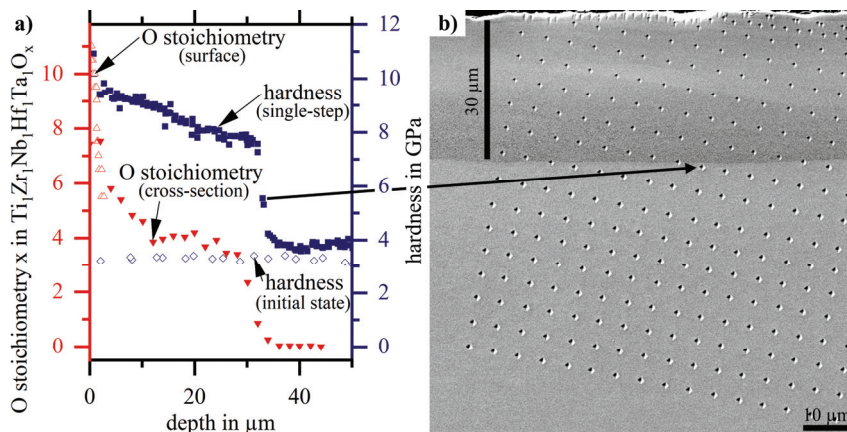 a)
O stoichiometry
(surface)
hardness
(single-step)
O stoichiometry
(cross-section)
hardness
(initial state)
O stoichiometry x in Ti₁Zr₁Nb₁Hf₁Ta₁Oₓ
10
8
6
4
2
0
12
10
8
6
4
2
0
hardness in GPa
0
20
40
depth in µm
b)
30 µm
10 µm